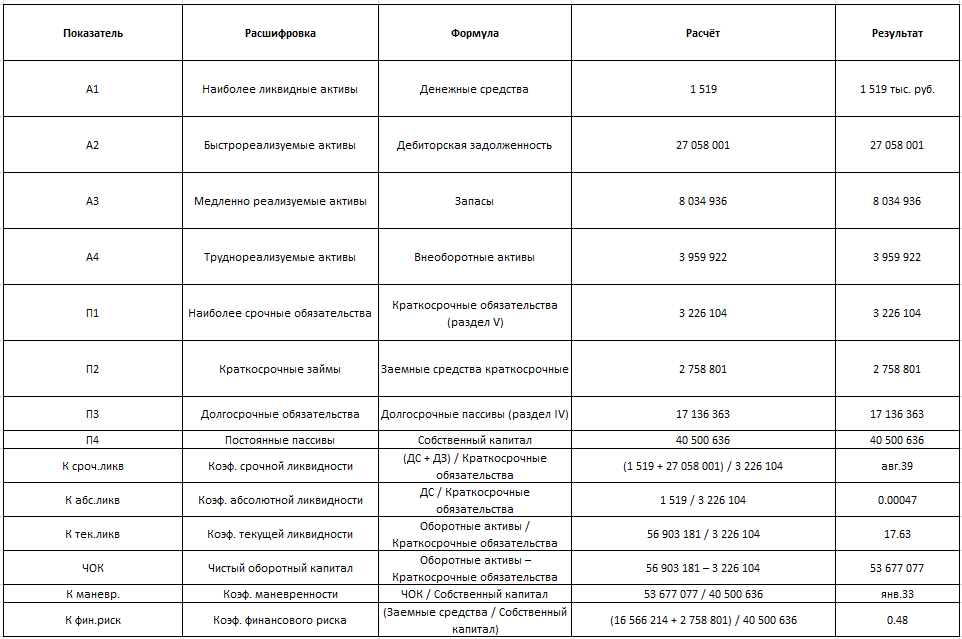 Показатель Расшифровка Формула Расчёт Результат
А1 Наиболее ликвидные активы Денежные средства 1 519 1 519 тыс. руб.
А2 Быстрореализуемые активы Дебиторская задолженность 27 058 001 27 058 001
А3 Медленно реализуемые активы Запасы 8 034 936 8 034 936
А4 Труднореализуемые активы Внеоборотные активы 3 959 922 3 959 922
П1 Наиболее срочные обязательства Краткосрочные обязательства
(раздел V) 3 226 104 3 226 104
П2 Краткосрочные займы Заемные средства краткосрочные 2 758 801 2 758 801
П3 Долгосрочные обязательства Долгосрочные пассивы (раздел IV) 17 136 363 17 136 363
П4 Постоянные пассивы Собственный капитал 40 500 636 40 500 636
К сроч.ликв Коэф. срочной ликвидности (ДС + ДЗ) / Краткосрочные
обязательства (1 519 + 27 058 001) / 3 226 104 авг.39
К абс.ликв Коэф. абсолютной ликвидности ДС / Краткосрочные
обязательства 1 519 / 3 226 104 0.00047
К тек.ликв Коэф. текущей ликвидности Оборотные активы /
Краткосрочные обязательства 56 903 181 / 3 226 104 17.63
ЧОК Чистый оборотный капитал Оборотные активы –
Краткосрочные обязательства 56 903 181 – 3 226 104 53 677 077
К маневр. Коэф. маневренности ЧОК / Собственный капитал 53 677 077 / 40 500 636 янв.33
К фин.риск Коэф. финансового риска (Заемные средства / Собственный
капитал) (16 566 214 + 2 758 801) / 40 500 636 0.48